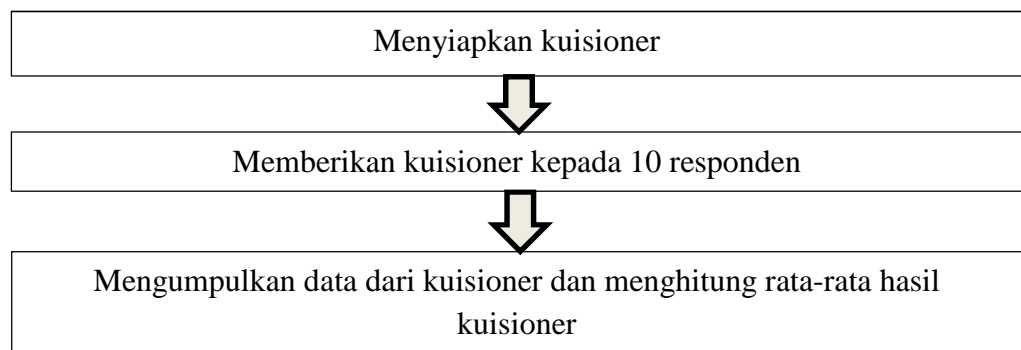 Menyiapkan kuisioner
Memberikan kuisioner kepada 10 responden
Mengumpulkan data dari kuisioner dan menghitung rata-rata hasil
kuisioner